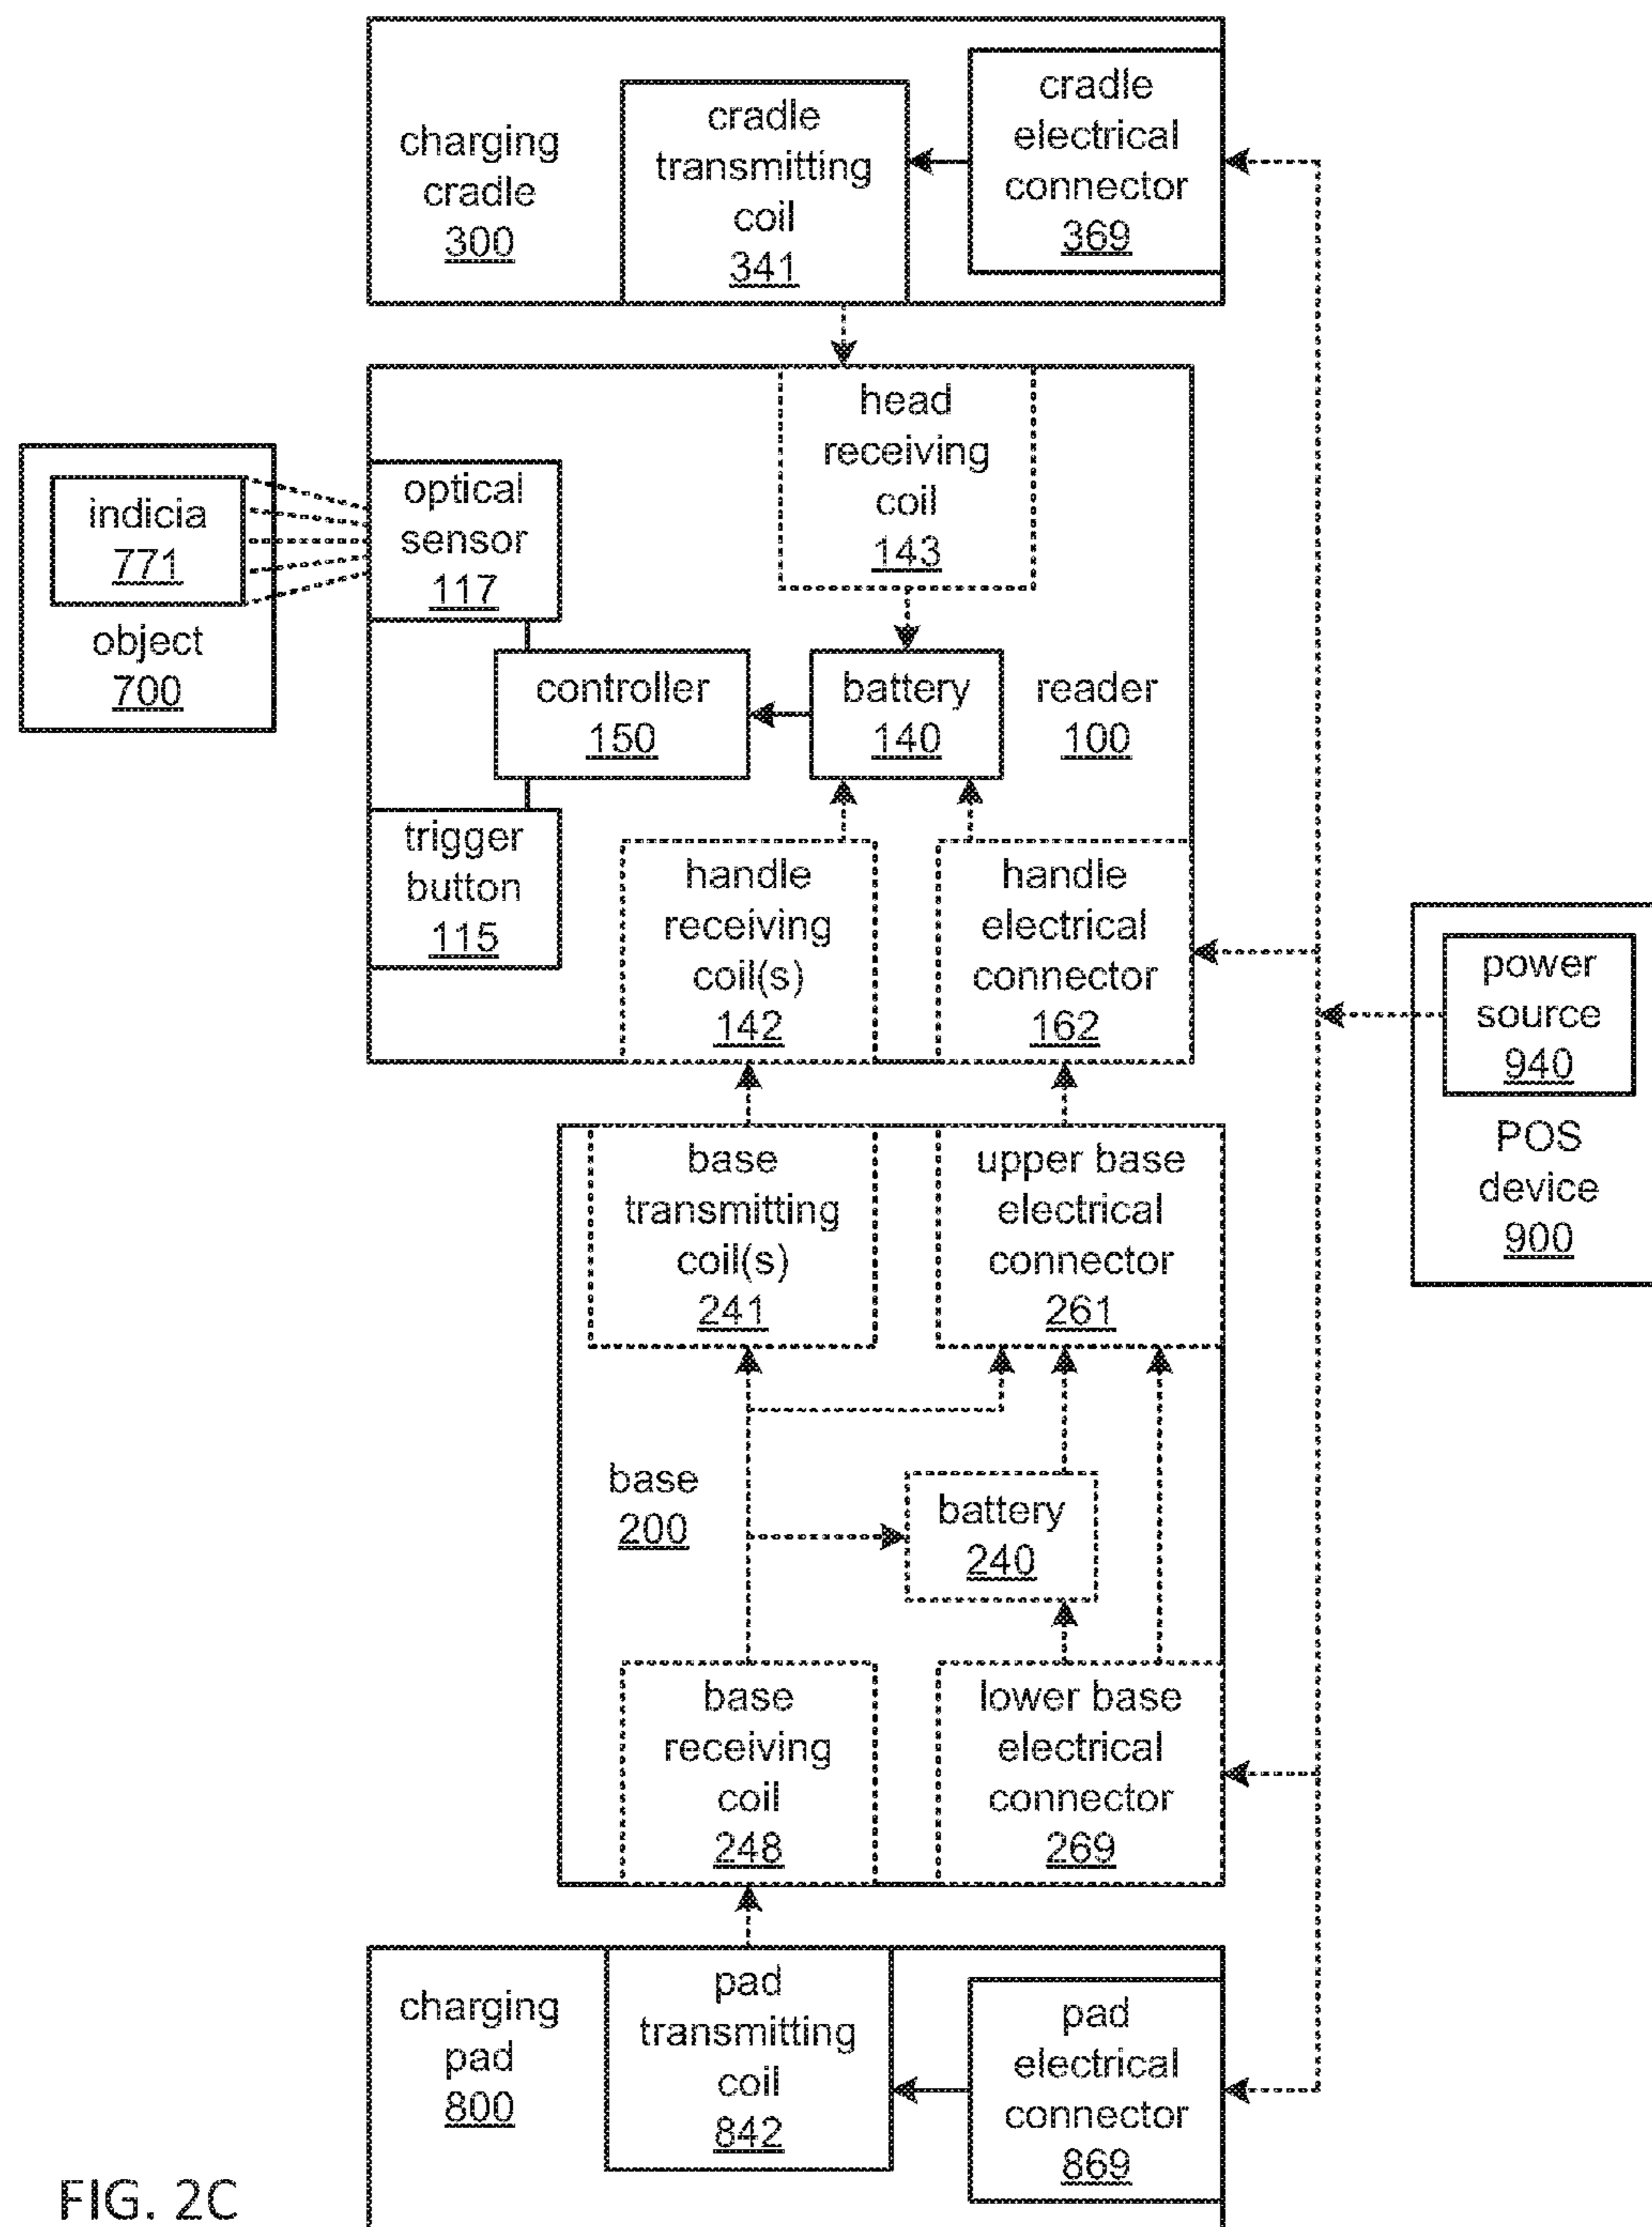 charging
cradle
300
cradle
transmitting
coil
341
cradle
electrical
connector
369
head
receiving
coil
143
indicia
771
object
700
optical
sensor
117
controller
150
battery
140
reader
100
trigger
button
115
handle
receiving
coil(s)
142
handle
electrical
connector
162
power
source
940
POS
device
900
base
transmitting
coil(s)
241
upper base
electrical
connector
261
base
200
battery
240
base
receiving
coil
248
lower base
electrical
connector
269
charging
pad
800
pad
transmitting
coil
842
pad
electrical
connector
869
FIG. 2C